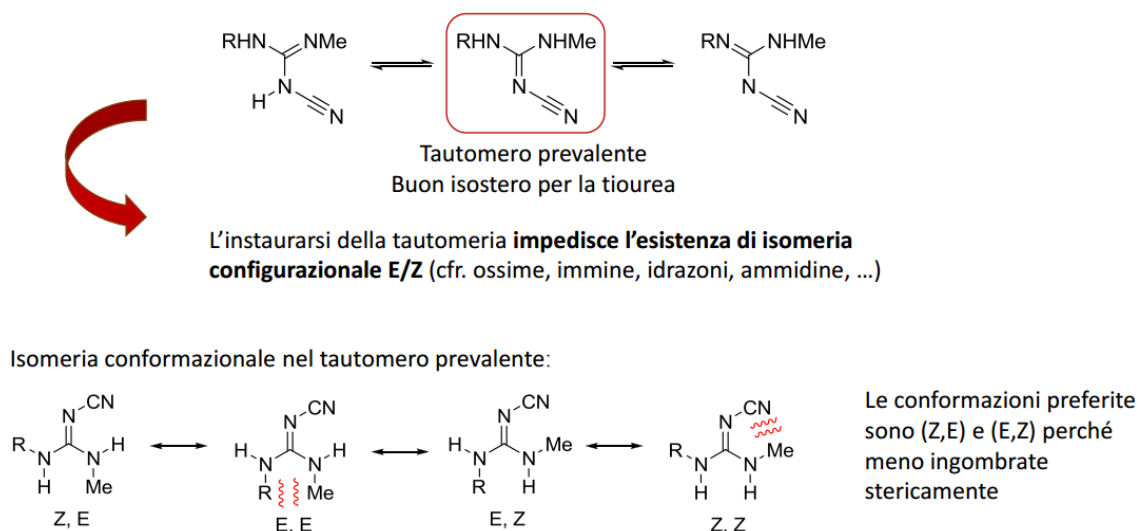 RHN NMe RHN NHMe RN NHMe
H N N N N N N
Tautomero prevalente
Buon isostero per la tiourea
L'instaurarsi della tautomeria impedisce l'esistenza di isomeria
configurazionale E/Z (cfr. ossime, immine, idrazoni, ammidine, …)
Isomeria conformazionale nel tautomero prevalente:
N CN N CN N CN N CN
R H H H H Me R Me
N N N N N N N N
H Me R Me R H H H
Z, E E, E E, Z Z, Z
Le conformazioni preferite
sono (Z,E) e (E,Z) perché
meno ingombrate
stericamente